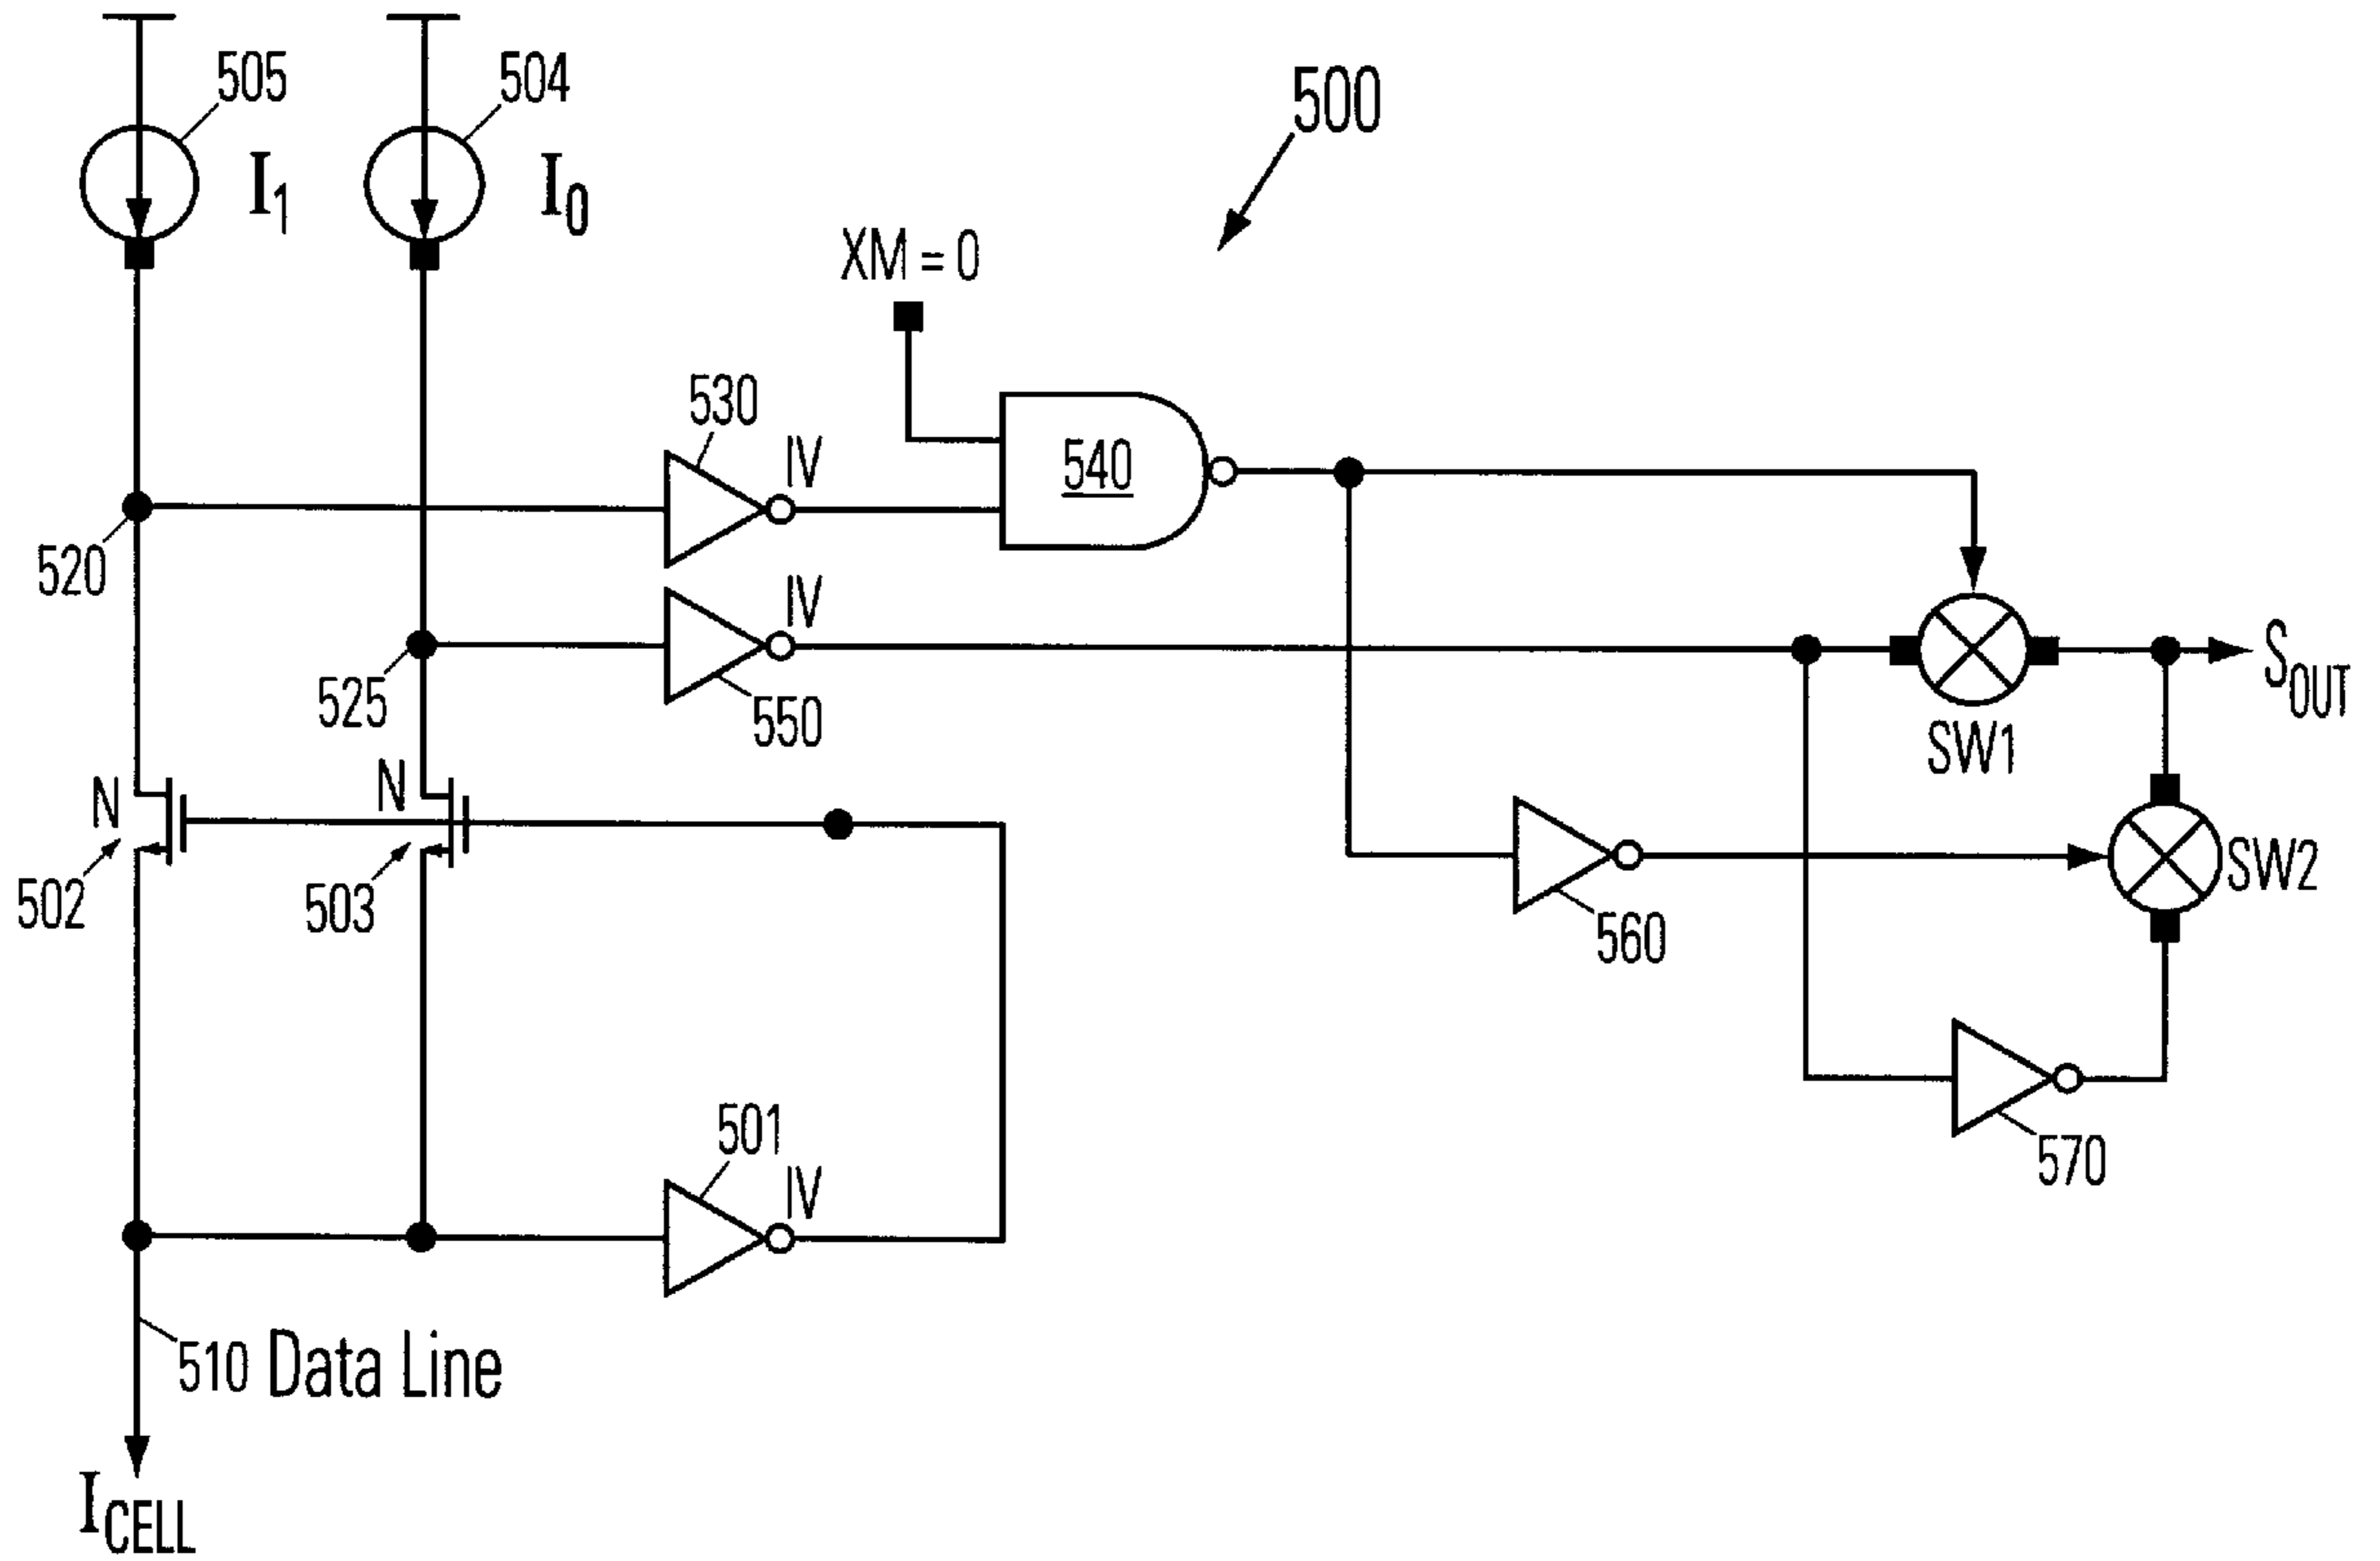 505
504
500
I1
I0
XM = 0
530
IV
540
520
IV
525
550
SOUT
SW1
N
N
502
503
560
SW2
501
IV
570
510 Data Line
ICELL